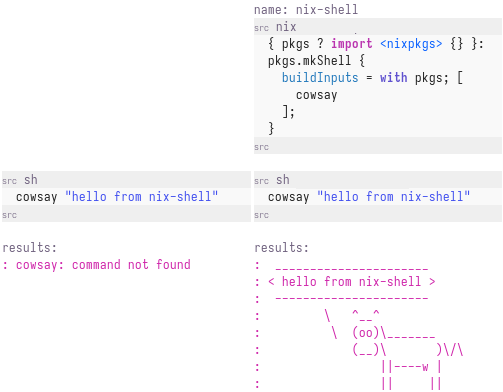 name: nix-shell
src nix
{ pkgs ? import <nixpkgs> {} }:
pkgs.mkShell {
  buildInputs = with pkgs; [
    cowsay
  ];
}
src
src sh
cowsay "hello from nix-shell"
src
results:
: cowsay: command not found
src sh
cowsay "hello from nix-shell"
src
results:
:  ______________________
: < hello from nix-shell >
:  ----------------------
:         \   ^__^
:          \  (oo)\_______
:             (__)\       )\/\
:                 ||----w |
:                 ||     ||